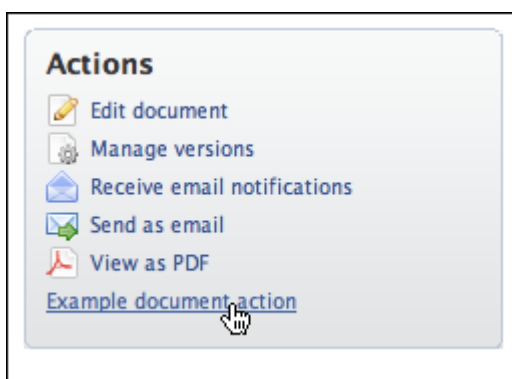 Actions
Edit document
Manage versions
Receive email notifications
Send as email
View as PDF
Example document action